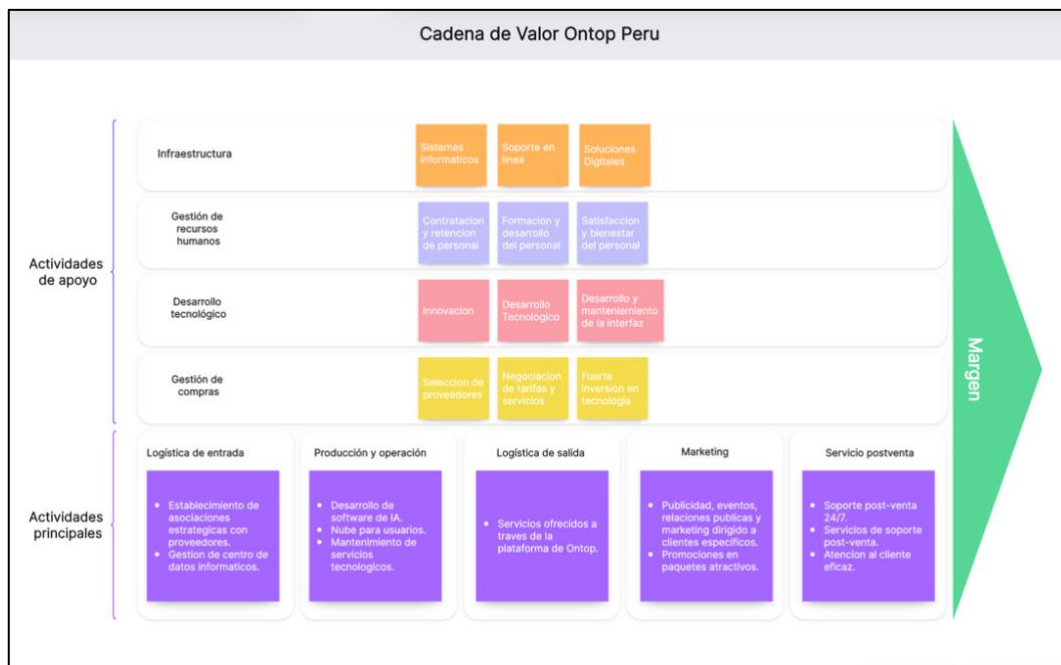 Cadena de Valor Ontop Peru
Actividades
de apoyo
Infraestructura
Sistemas
informaticos
Soporte en
linea
Soluciones
Digitales
Gestión de
recursos
humanos
Contratacion
y retencion
de personal
Formacion y
desarrollo
del personal
Satisfaccion
y bienestar
del personal
Desarrollo
tecnológico
Innovacion
Desarrollo
Tecnologico
Desarrollo y
manteniemiento
de la interfaz
Gestión de
compras
Seleccion de
proveedores
Negociacion
de tarifas y
servicios
Fuerte
inversion en
tecnologia
Margen
Actividades
principales
Logística de entrada
• Establecimiento de
asociaciones
estrategicas con
proveedores.
• Gestion de centro de
datos informaticos.
Producción y operación
• Desarrollo de
software de IA.
• Nube para usuarios.
• Mantenimiento de
servicios
tecnologicos.
Logística de salida
• Servicios ofrecidos a
traves de la
plataforma de Ontop.
Marketing
• Publicidad, eventos,
relaciones publicas y
marketing dirigido a
clientes específicos.
• Promociones en
paquetes atractivos.
Servicio postventa
• Soporte post-venta
24/7.
• Servicios de soporte
post-venta.
• Atencion al cliente
eficaz.